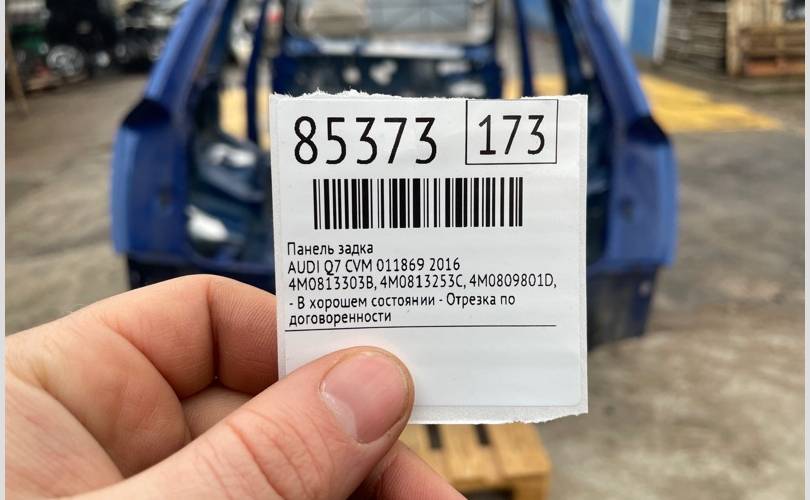 85373 173
Панель задка
AUDI Q7 CVM 011869 2016
4M0813303B, 4M0813253C, 4M0809801D,
- В хорошем состоянии - Отрезка по
договоренности